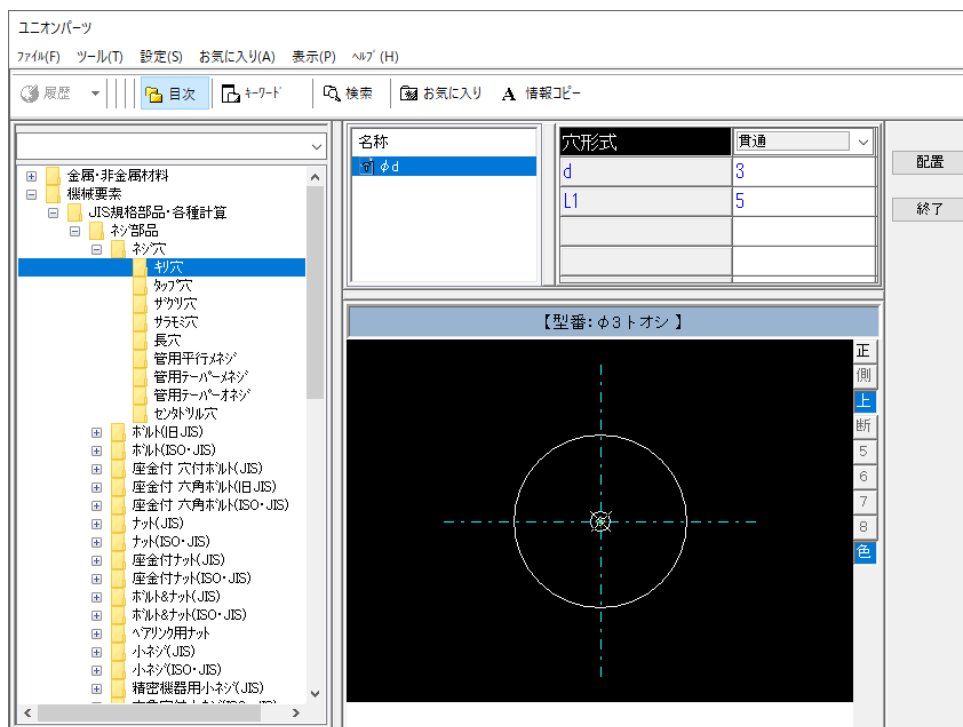 ユニオンパーツ
ﾌｧｲﾙ(F) ツール(T) 設定(S) お気に入り(A) 表示(P) ﾍﾙﾌﾟ(H)
履歴 目次 ｷｰﾜｰﾄﾞ 検索 お気に入り A 情報ｺﾋﾟｰ
名称
φd
穴形式 貫通
d 3
L1 5
配置
終了
金属・非金属材料
機械要素
JIS規格部品・各種計算
ﾈｼﾞ部品
ﾈｼﾞ穴
ｷﾘ穴
ﾀｯﾌﾟ穴
ｻﾞｸﾞﾘ穴
ｻﾗﾓﾐ穴
長穴
管用平行ﾒﾈｼﾞ
管用ﾃｰﾊﾟｰﾒﾈｼﾞ
管用ﾃｰﾊﾟｰｵﾈｼﾞ
ｾﾝﾀﾄﾞﾘﾙ穴
ﾎﾞﾙﾄ(旧JIS)
ﾎﾞﾙﾄ(ISO・JIS)
座金付 穴付ﾎﾞﾙﾄ(JIS)
座金付 六角ﾎﾞﾙﾄ(旧JIS)
座金付 六角ﾎﾞﾙﾄ(ISO・JIS)
ﾅｯﾄ(JIS)
ﾅｯﾄ(ISO・JIS)
座金付ﾅｯﾄ(JIS)
座金付ﾅｯﾄ(ISO・JIS)
ﾎﾞﾙﾄ&ﾅｯﾄ(JIS)
ﾎﾞﾙﾄ&ﾅｯﾄ(ISO・JIS)
ﾍﾞｱﾘﾝｸﾞ用ﾅｯﾄ
小ﾈｼﾞ(JIS)
小ﾈｼﾞ(ISO・JIS)
精密機器用小ﾈｼﾞ(JIS)
【型番:φ3トオシ 】
正
側
上
断
5
6
7
8
色